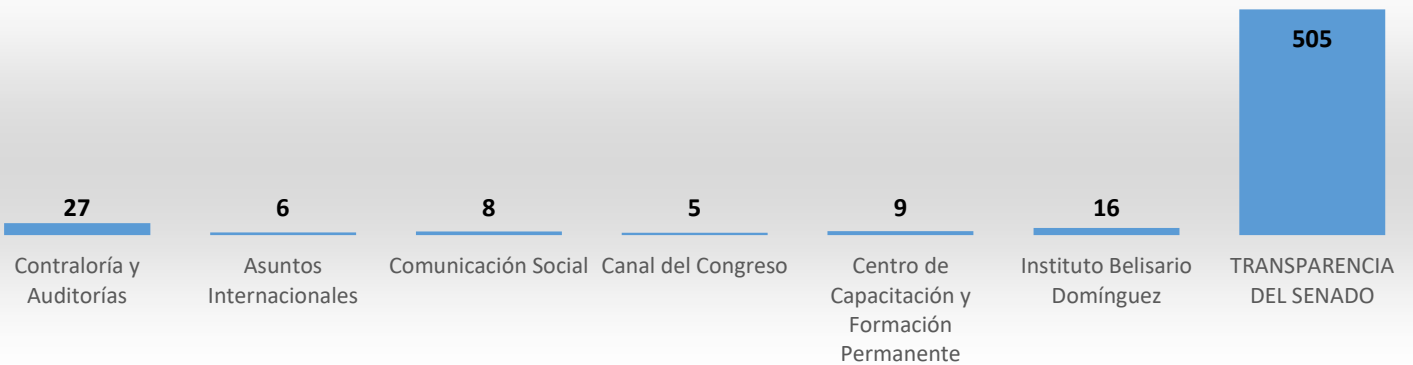 505
27
6
8
5
9
16
Contraloría y
Auditorías
Asuntos
Internacionales
Comunicación Social
Canal del Congreso
Centro de
Capacitación y
Formación
Permanente
Instituto Belisario
Domínguez
TRANSPARENCIA
DEL SENADO